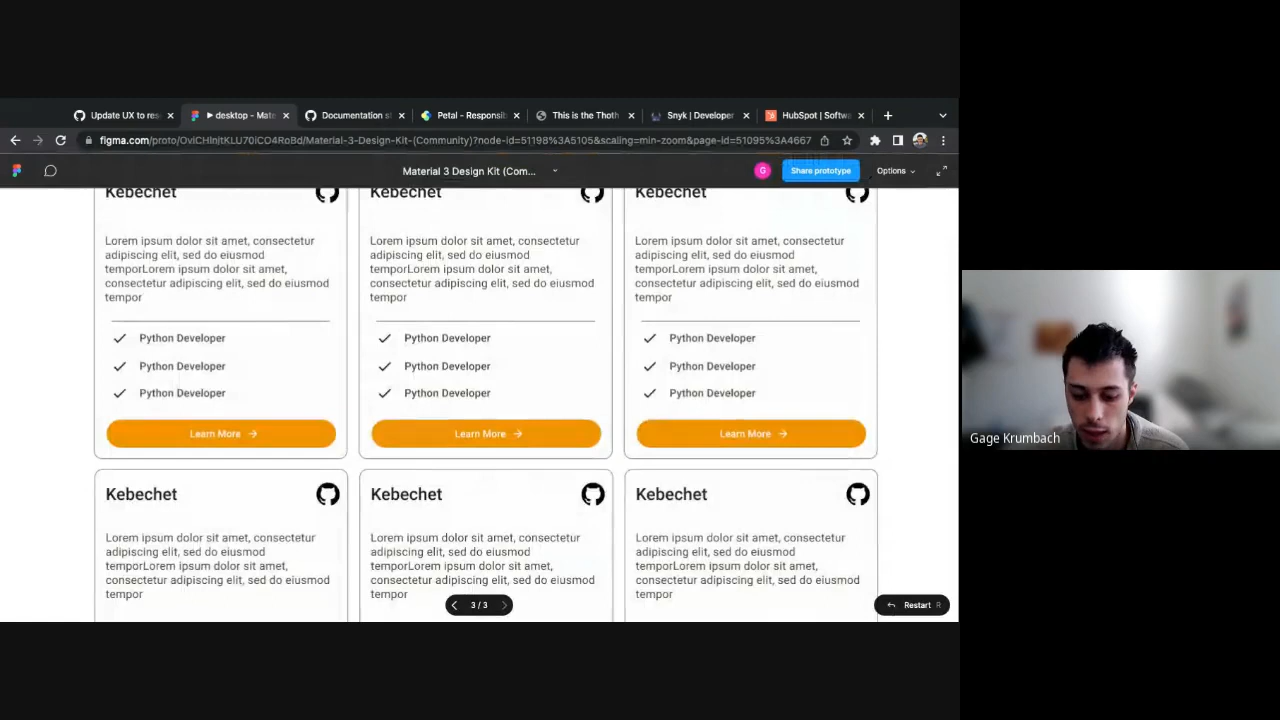 Update UX to res
desktop - Mate
Documentation st
Petal - Responsib
This is the Thoth
Snyk | Developer
HubSpot | Softwa
figma.com/proto/OviCHlnjtKLU70iCO4RoBd/Material-3-Design-Kit-(Community)?node-id=51198%3A5105&scaling=min-zoom&page-id=51095%3A4667
Material 3 Design Kit (Com...
G
Share prototype
Options
Kebechet
Kebechet
Kebechet
Lorem ipsum dolor sit amet, consectetur
adipiscing elit, sed do eiusmod
temporLorem ipsum dolor sit amet,
consectetur adipiscing elit, sed do eiusmod
tempor
Lorem ipsum dolor sit amet, consectetur
adipiscing elit, sed do eiusmod
temporLorem ipsum dolor sit amet,
consectetur adipiscing elit, sed do eiusmod
tempor
Lorem ipsum dolor sit amet, consectetur
adipiscing elit, sed do eiusmod
temporLorem ipsum dolor sit amet,
consectetur adipiscing elit, sed do eiusmod
tempor
Python Developer
Python Developer
Python Developer
Python Developer
Python Developer
Python Developer
Python Developer
Python Developer
Python Developer
Learn More
Learn More
Learn More
Kebechet
Kebechet
Kebechet
Lorem ipsum dolor sit amet, consectetur
adipiscing elit, sed do eiusmod
temporLorem ipsum dolor sit amet,
consectetur adipiscing elit, sed do eiusmod
tempor
Lorem ipsum dolor sit amet, consectetur
adipiscing elit, sed do eiusmod
temporLorem ipsum dolor sit amet,
consectetur adipiscing elit, sed do eiusmod
tempor
Lorem ipsum dolor sit amet, consectetur
adipiscing elit, sed do eiusmod
temporLorem ipsum dolor sit amet,
consectetur adipiscing elit, sed do eiusmod
tempor
3 / 3
Restart R
Gage Krumbach